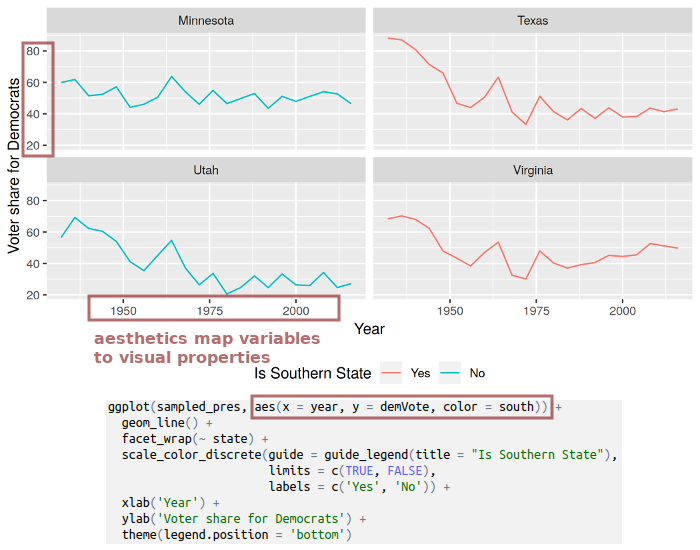 Minnesota
Texas
80
60
40
20
Utah
Virginia
80
60
40
20
Voter share for Democrats
1950
1975
2000
1950
1975
2000
Year
aesthetics map variables
to visual properties
Is Southern State Yes No
ggplot(sampled_pres, aes(x = year, y = demVote, color = south)) +
geom_line() +
facet_wrap(~ state) +
scale_color_discrete(guide = guide_legend(title = "Is Southern State"),
limits = c(TRUE, FALSE),
labels = c('Yes', 'No')) +
xlab('Year') +
ylab('Voter share for Democrats') +
theme(legend.position = 'bottom')